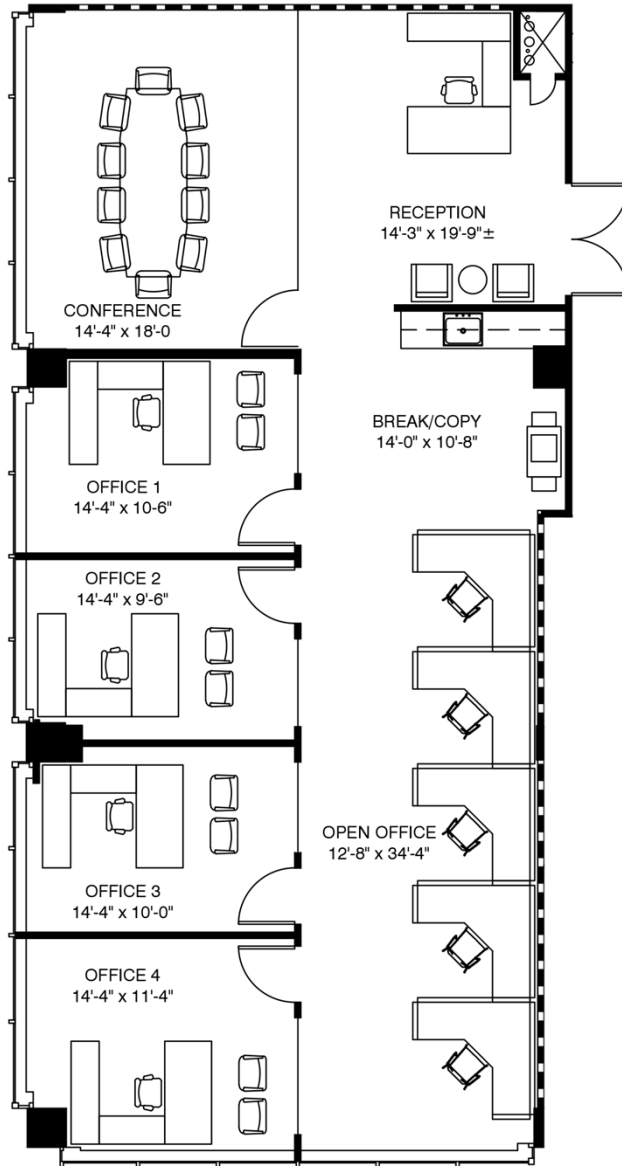 RECEPTION
14'-3" x 19'-9"±
CONFERENCE
14'-4" x 18'-0
BREAK/COPY
14'-0" x 10'-8"
OFFICE 1
14'-4" x 10-6"
OFFICE 2
14'-4" x 9'-6"
OPEN OFFICE
12'-8" x 34'-4"
OFFICE 3
14'-4" x 10'-0"
OFFICE 4
14'-4" x 11'-4"